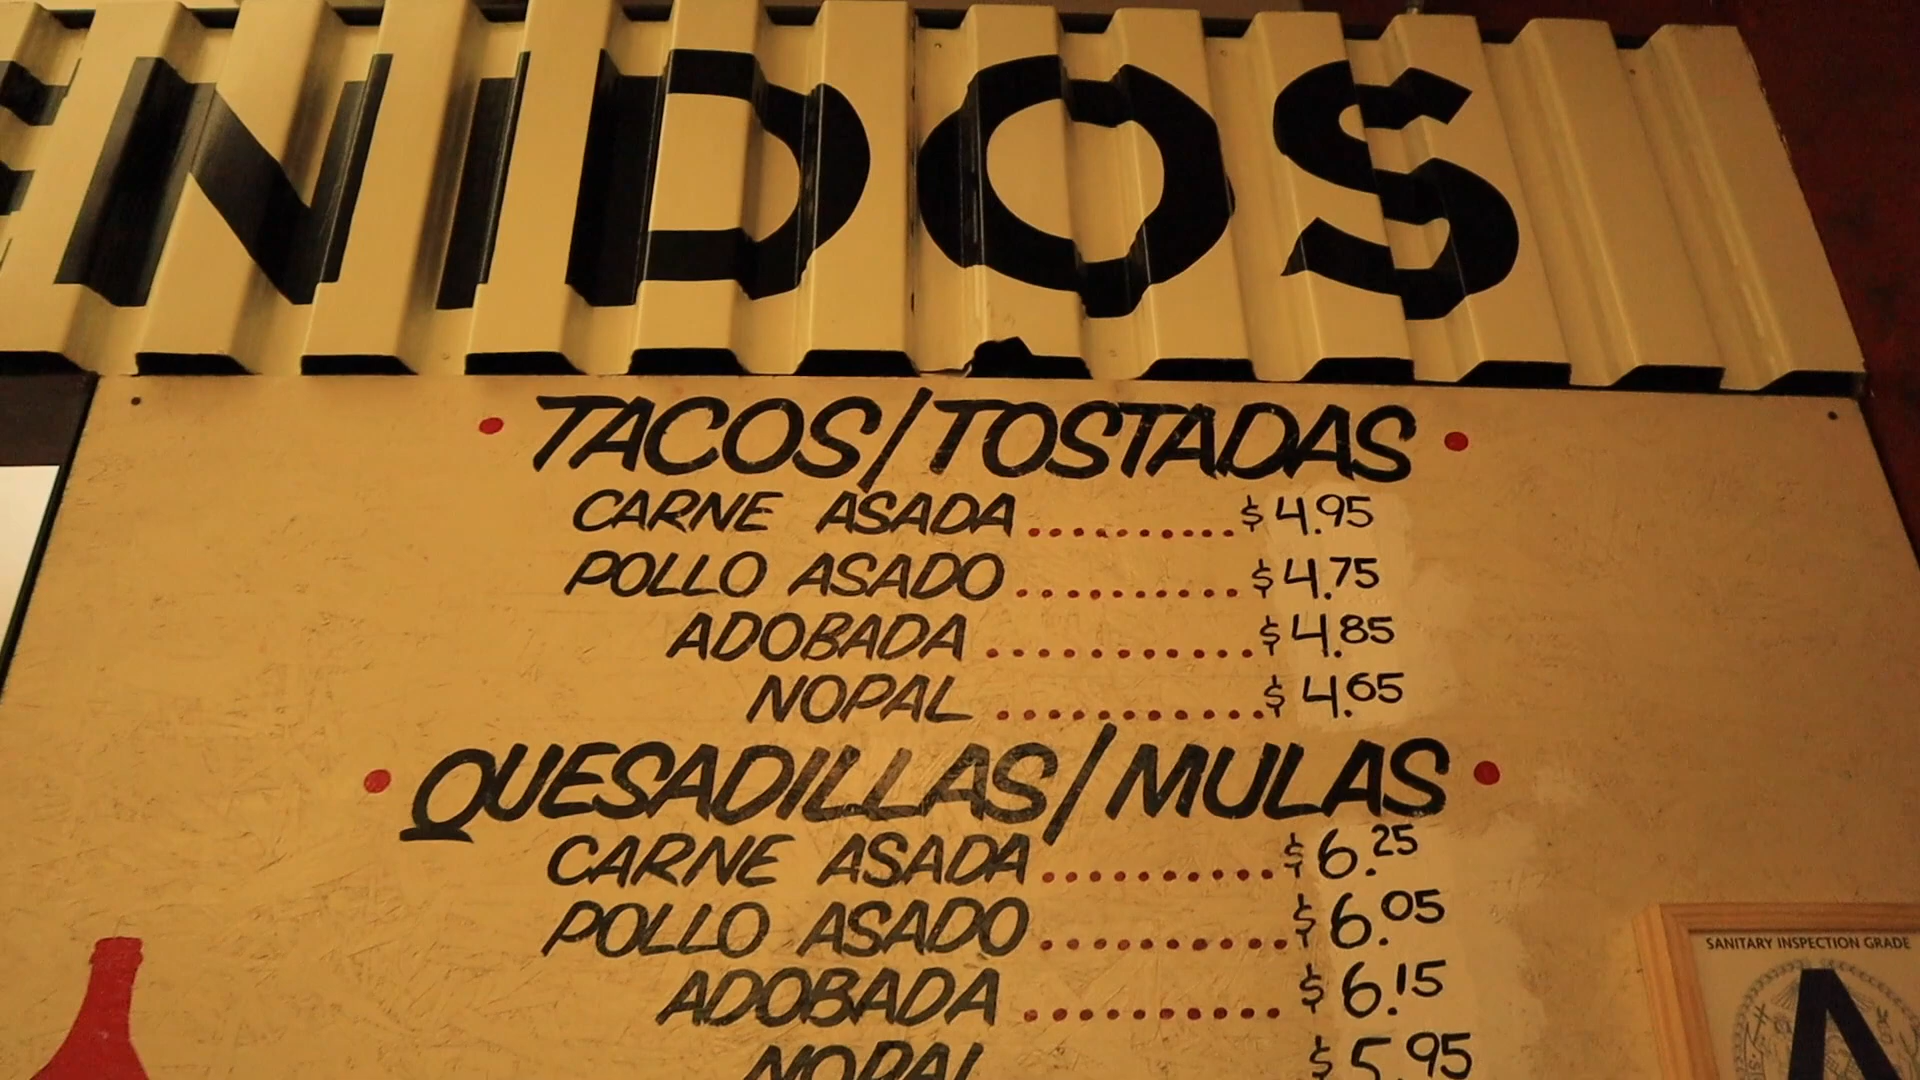 ENIDOS
TACOS/TOSTADAS
CARNE ASADA.........$4.95
POLLO ASADO..........$4.75
ADOBADA...........$4.85
NOPAL............$4.65
QUESADILLAS/MULAS
CARNE ASADA..........$6.25
POLLO ASADO..........$6.05
ADOBADA...........$6.15
NOPAL $5.95
SANITARY INSPECTION GRADE
A